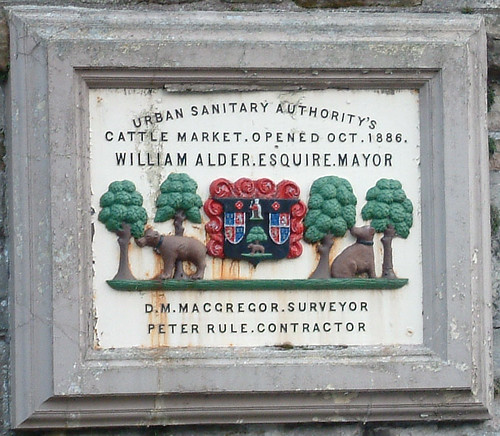 URBAN SANITARY AUTHORITY'S
CATTLE MARKET. OPENED OCT. 1886.
WILLIAM ALDER. ESQUIRE. MAYOR
D. M. MACGREGOR. SURVEYOR
PETER RULE. CONTRACTOR